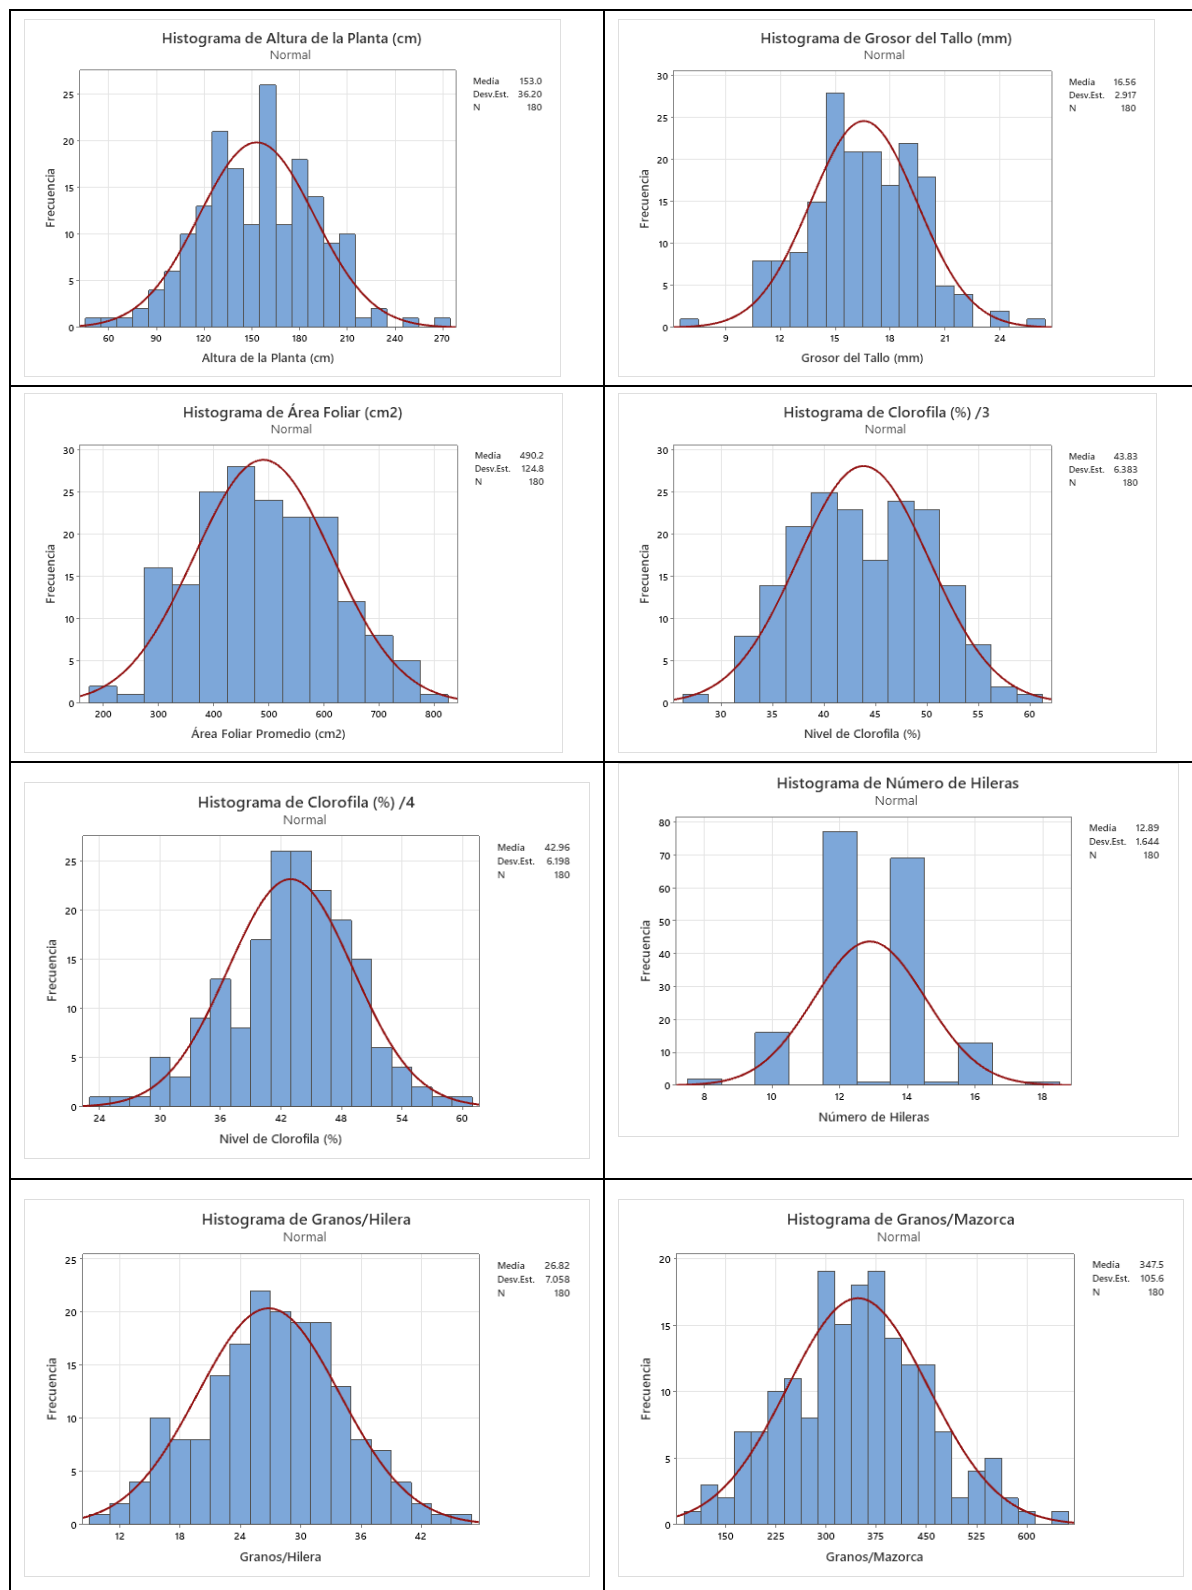 Histograma de Altura de la Planta (cm)
Normal
Media 153.0
Desv.Est. 36.20
N 180
25
20
15
10
5
0
Frecuencia
60 90 120 150 180 210 240 270
Altura de la Planta (cm)
Histograma de Grosor del Tallo (mm)
Normal
Media 16.56
Desv.Est. 2.917
N 180
30
25
20
15
10
5
0
Frecuencia
9 12 15 18 21 24
Grosor del Tallo (mm)
Histograma de Área Foliar (cm2)
Normal
Media 490.2
Desv.Est. 124.8
N 180
30
25
20
15
10
5
0
Frecuencia
200 300 400 500 600 700 800
Área Foliar Promedio (cm2)
Histograma de Clorofila (%) /3
Normal
Media 43.83
Desv.Est. 6.383
N 180
30
25
20
15
10
5
0
Frecuencia
30 35 40 45 50 55 60
Nivel de Clorofila (%)
Histograma de Clorofila (%) /4
Normal
Media 42.96
Desv.Est. 6.198
N 180
25
20
15
10
5
0
Frecuencia
24 30 36 42 48 54 60
Nivel de Clorofila (%)
Histograma de Número de Hileras
Normal
Media 12.89
Desv.Est. 1.644
N 180
80
70
60
50
40
30
20
10
0
Frecuencia
8 10 12 14 16 18
Número de Hileras
Histograma de Granos/Hilera
Normal
Media 26.82
Desv.Est. 7.058
N 180
25
20
15
10
5
0
Frecuencia
12 18 24 30 36 42
Granos/Hilera
Histograma de Granos/Mazorca
Normal
Media 347.5
Desv.Est. 105.6
N 180
20
15
10
5
0
Frecuencia
150 225 300 375 450 525 600
Granos/Mazorca